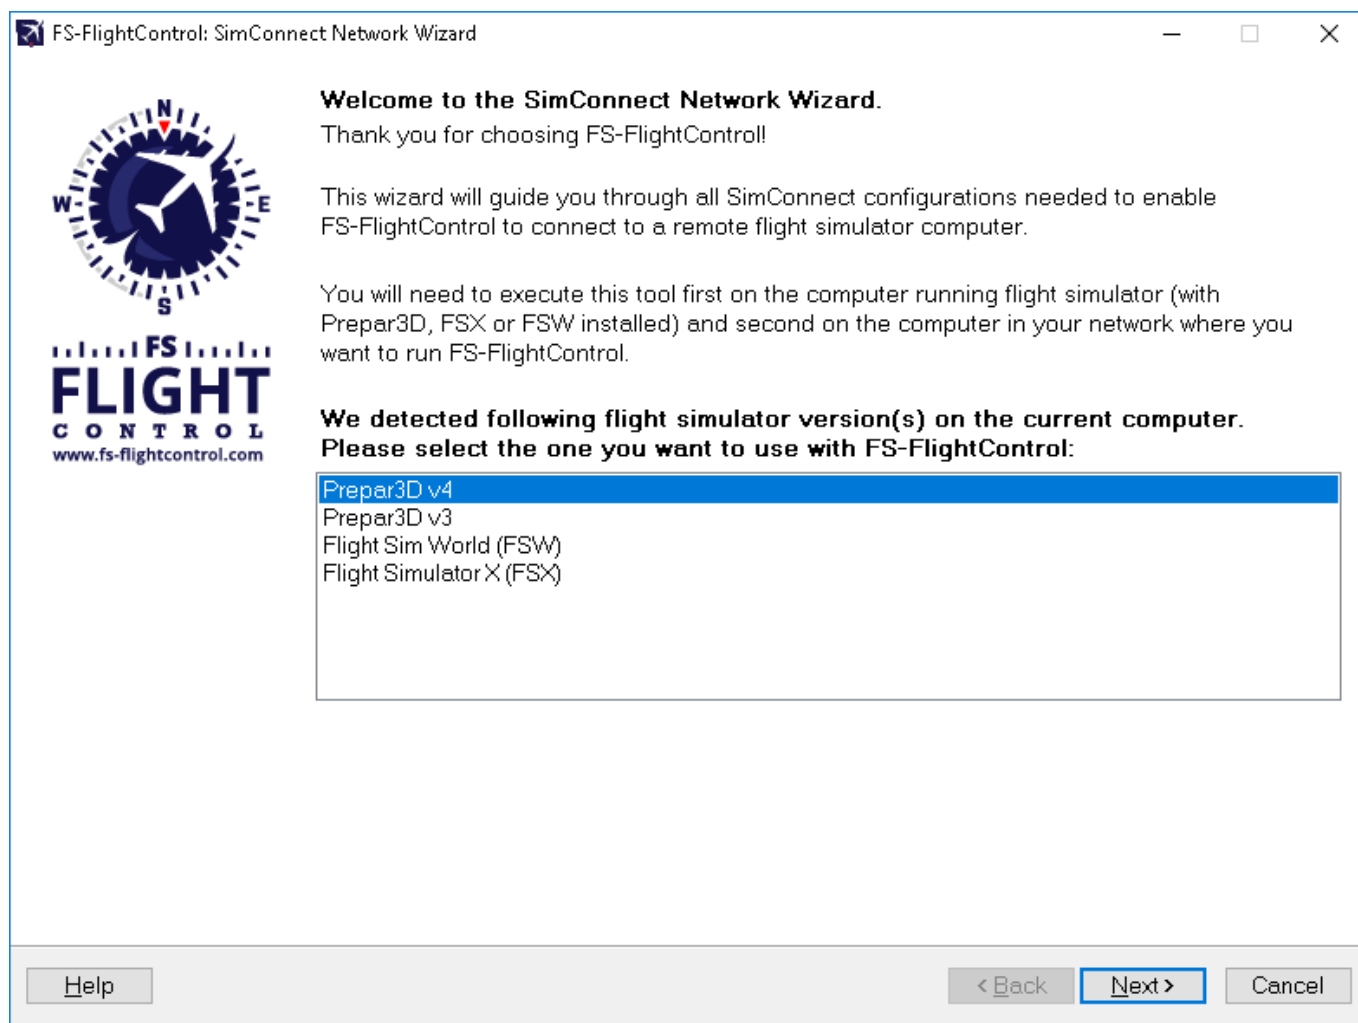 FS-FlightControl: SimConnect Network Wizard
N
W
E
S
FS
FLIGHT
CONTROL
www.fs-flightcontrol.com
Welcome to the SimConnect Network Wizard.
Thank you for choosing FS-FlightControl!
This wizard will guide you through all SimConnect configurations needed to enable
FS-FlightControl to connect to a remote flight simulator computer.
You will need to execute this tool first on the computer running flight simulator (with
Prepar3D, FSX or FSW installed) and second on the computer in your network where you
want to run FS-FlightControl.
We detected following flight simulator version(s) on the current computer.
Please select the one you want to use with FS-FlightControl:
Prepar3D v4
Prepar3D v3
Flight Sim World (FSW)
Flight Simulator X (FSX)
Help
< Back
Next >
Cancel